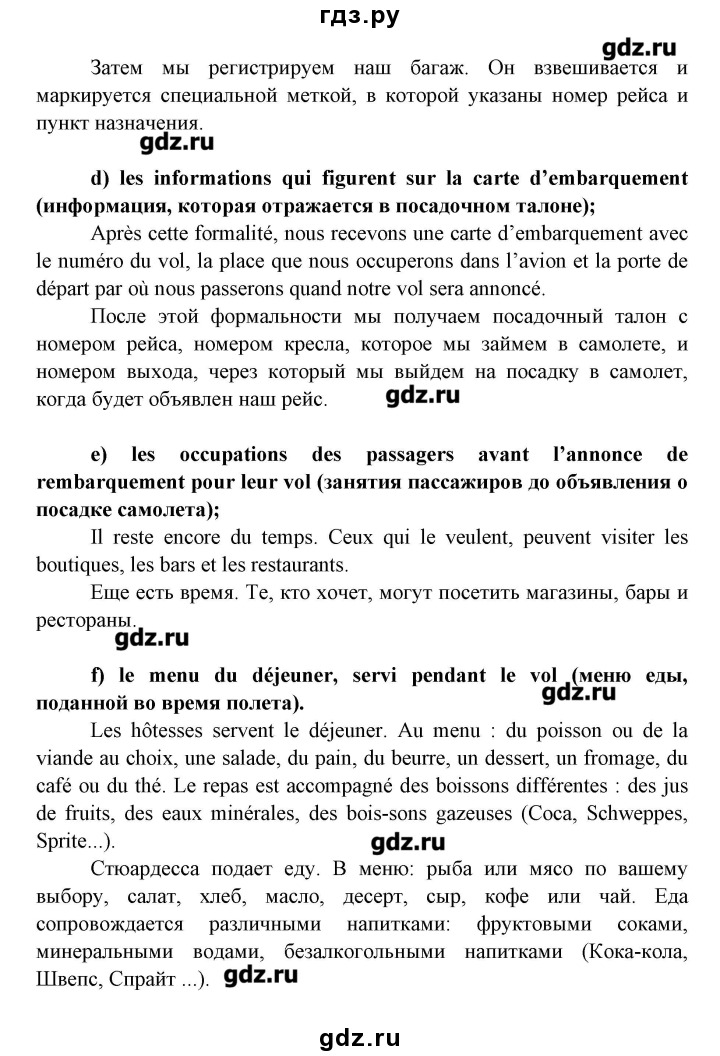 гдз.ру
gdz.ru
Затем мы регистрируем наш багаж. Он взвешивается и
маркируется специальной меткой, в которой указаны номер рейса и
пункт назначения.
gdz.ru
d) les informations qui figurent sur la carte d’embarquement
(информация, которая отражается в посадочном талоне);
Après cette formalité, nous recevons une carte d’embarquement avec
le numéro du vol, la place que nous occuperons dans l’avion et la porte de
départ par où nous passerons quand notre vol sera annoncé.
После этой формальности мы получаем посадочный талон с
номером рейса, номером кресла, которое мы займем в самолете, и
номером выхода, через который мы выйдем на посадку в самолет,
когда будет объявлен наш рейс.
gdz.ru
e) les occupations des passagers avant l’annonce de
rembarquement pour leur vol (занятия пассажиров до объявления о
посадке самолета);
Il reste encore du temps. Ceux qui le veulent, peuvent visiter les
boutiques, les bars et les restaurants.
Еще есть время. Те, кто хочет, могут посетить магазины, бары и
рестораны.
gdz.ru
f) le menu du déjeuner, servi pendant le vol (меню еды,
поданной во время полета).
gdz.ru
Les hôtesses servent le déjeuner. Au menu : du poisson ou de la
viande au choix, une salade, du pain, du beurre, un dessert, un fromage, du
café ou du thé. Le repas est accompagné des boissons différentes : des jus
de fruits, des eaux minérales, des bois-sons gazeuses (Coca, Schweppes,
Sprite...).
gdz.ru
Стюардесса подает еду. В меню: рыба или мясо по вашему
выбору, салат, хлеб, масло, десерт, сыр, кофе или чай. Еда
сопровождается различными напитками: фруктовыми соками,
минеральными водами, безалкогольными напитками (Кока-кола,
Швепс, Спрайт ...).
gdz.ru
gdz.ru